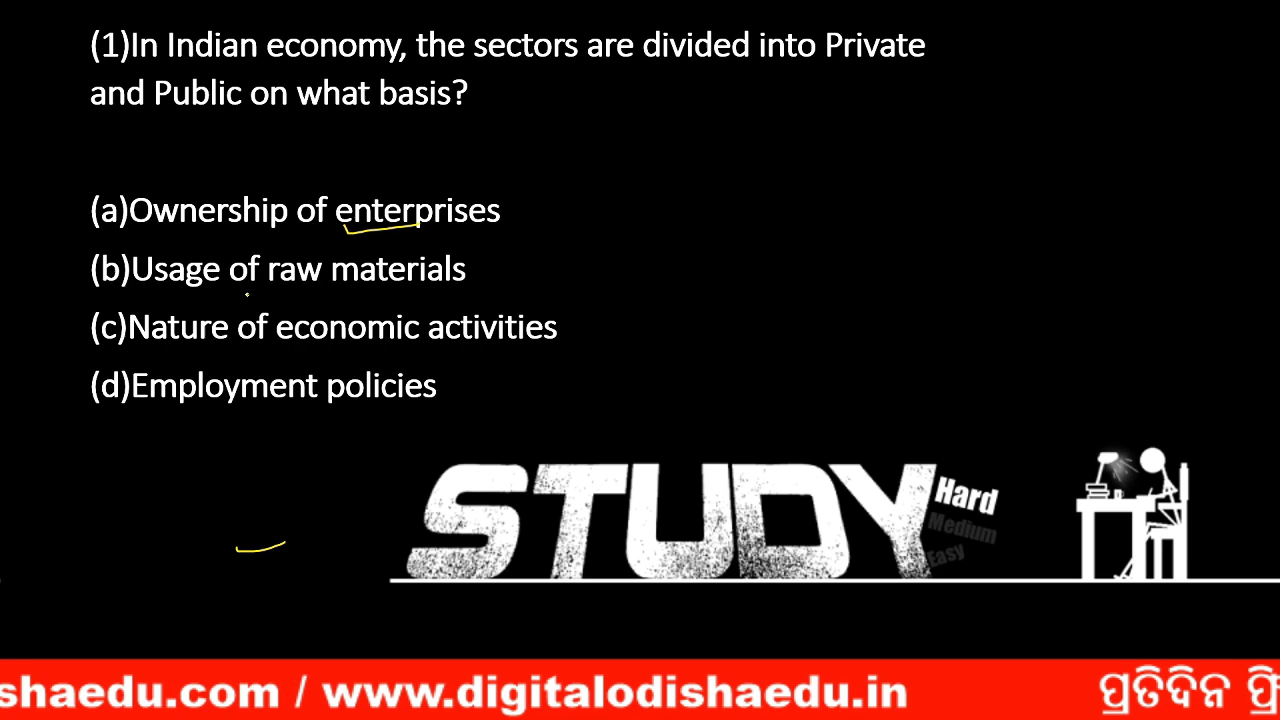 (1)In Indian economy, the sectors are divided into Private
and Public on what basis?
(a)Ownership of enterprises
(b)Usage of raw materials
(c)Nature of economic activities
(d)Employment policies
STUDY
Hard
Medium
Easy
shaedu.com / www.digitalodishaedu.in
ପ୍ରତିଦିନ